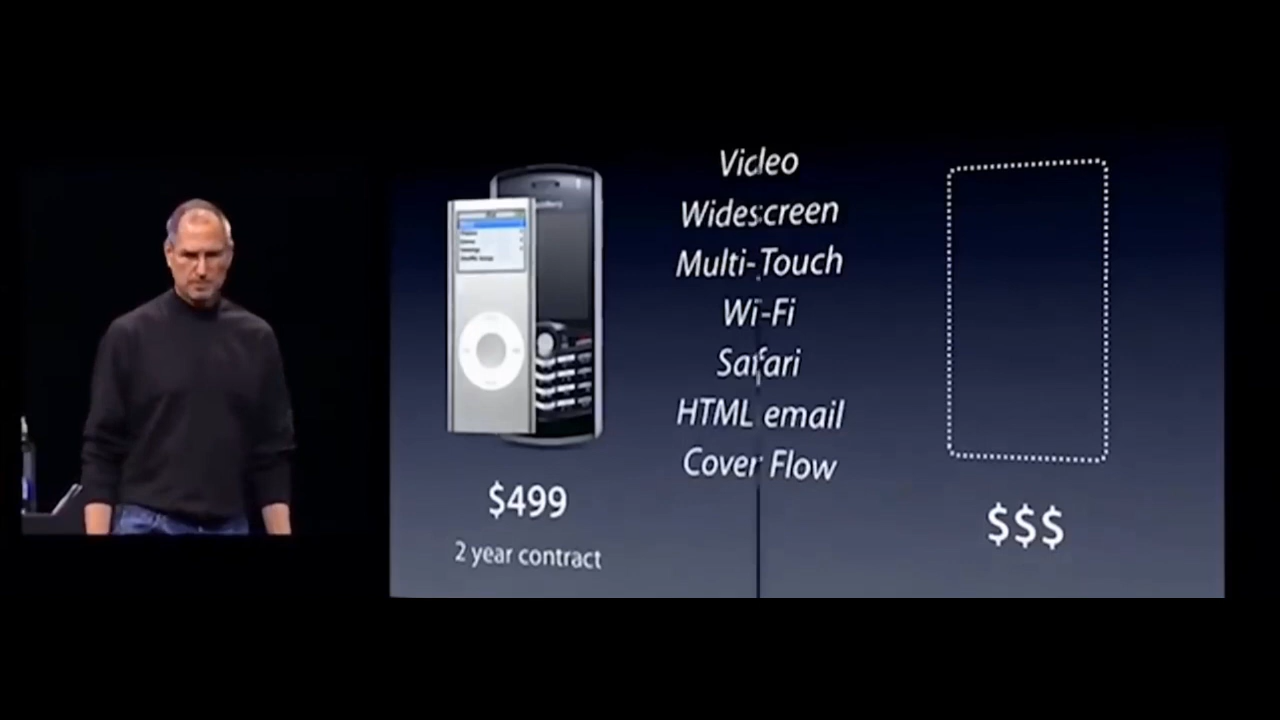 Video
Widescreen
Multi-Touch
Wi-Fi
Safari
HTML email
Cover Flow
$499
2 year contract
$$$